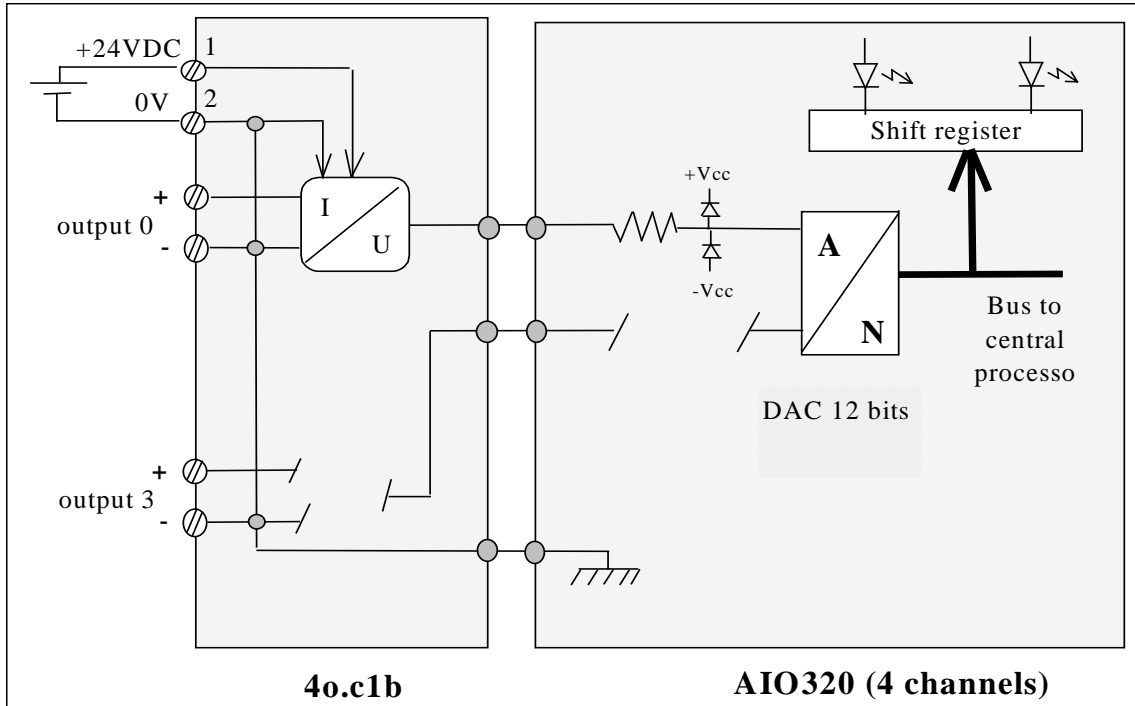 +24VDC
1
0V
2
+
output 0
-
I
U
+
output 3
-
4o.c1b
Shift register
+Vcc
-Vcc
A
N
Bus to
central
processo
DAC 12 bits
AIO320 (4 channels)